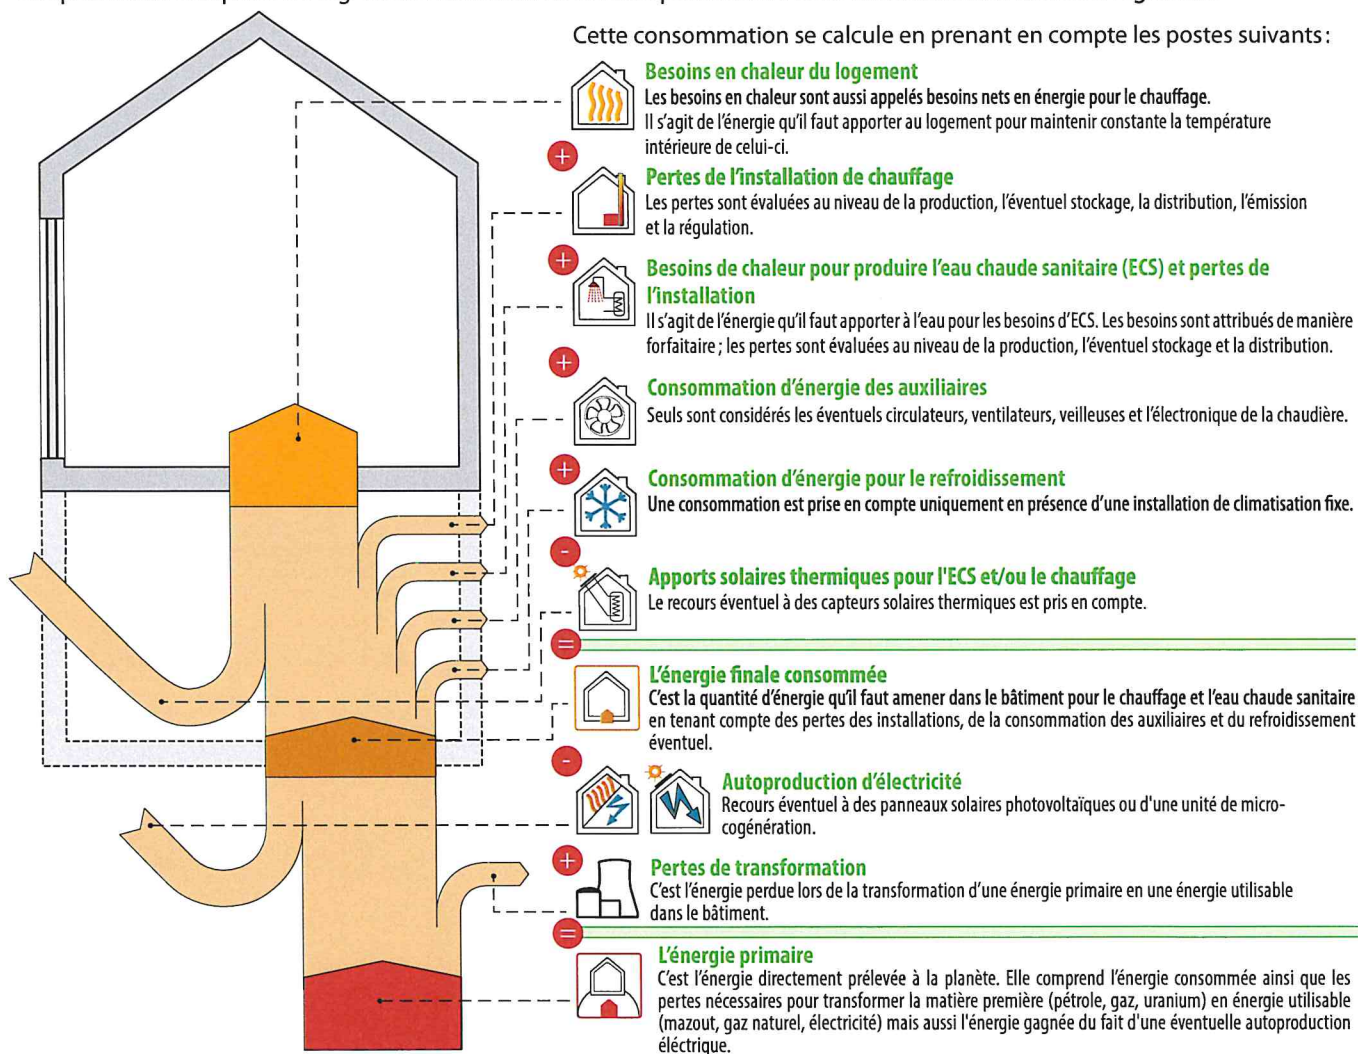 Cette consommation se calcule en prenant en compte les postes suivants:
Besoins en chaleur du logement
Les besoins en chaleur sont aussi appelés besoins nets en énergie pour le chauffage.
Il s'agit de l'énergie qu'il faut apporter au logement pour maintenir constante la température
intérieure de celui-ci.
+
Pertes de l'installation de chauffage
Les pertes sont évaluées au niveau de la production, l'éventuel stockage, la distribution, l'émission
et la régulation.
+
Besoins de chaleur pour produire l'eau chaude sanitaire (ECS) et pertes de
l'installation
Il s'agit de l'énergie qu'il faut apporter à l'eau pour les besoins d'ECS. Les besoins sont attribués de manière
forfaitaire ; les pertes sont évaluées au niveau de la production, l'éventuel stockage et la distribution.
+
Consommation d'énergie des auxiliaires
Seuls sont considérés les éventuels circulateurs, ventilateurs, veilleuses et l'électronique de la chaudière.
+
Consommation d'énergie pour le refroidissement
Une consommation est prise en compte uniquement en présence d'une installation de climatisation fixe.
-
Apports solaires thermiques pour l'ECS et/ou le chauffage
Le recours éventuel à des capteurs solaires thermiques est pris en compte.
=
L'énergie finale consommée
C'est la quantité d'énergie qu'il faut amener dans le bâtiment pour le chauffage et l'eau chaude sanitaire
en tenant compte des pertes des installations, de la consommation des auxiliaires et du refroidissement
éventuel.
-
Autoproduction d'électricité
Recours éventuel à des panneaux solaires photovoltaïques ou d'une unité de micro-
cogénération.
+
Pertes de transformation
C'est l'énergie perdue lors de la transformation d'une énergie primaire en une énergie utilisable
dans le bâtiment.
=
L'énergie primaire
C'est l'énergie directement prélevée à la planète. Elle comprend l'énergie consommée ainsi que les
pertes nécessaires pour transformer la matière première (pétrole, gaz, uranium) en énergie utilisable
(mazout, gaz naturel, électricité) mais aussi l'énergie gagnée du fait d'une éventuelle autoproduction
éléctrique.